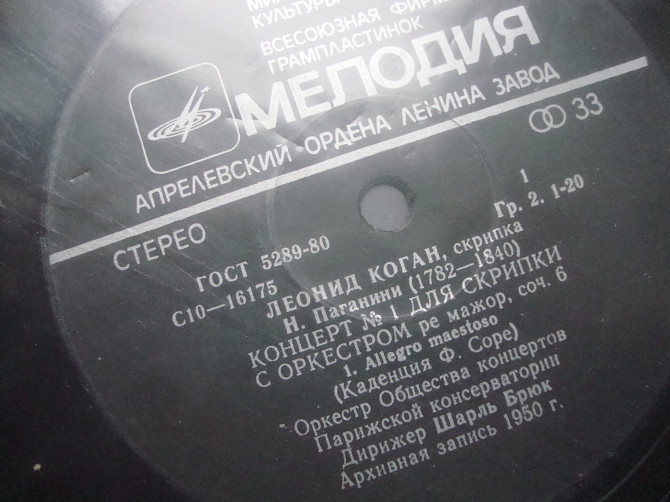 МИ
КУЛЬТУРЫ
ВСЕСОЮЗНАЯ ФИРМ
ГРАМПЛАСТИНОК
МЕЛОДИЯ
АПРЕЛЕВСКИЙ ОРДЕНА ЛЕНИНА ЗАВОД
33
СТЕРЕО
ГОСТ 5289-80
1
С10—16175
Гр. 2. 1-20
ЛЕОНИД КОГАН, скрипка
Н. Паганини (1782—1840)
КОНЦЕРТ № 1 ДЛЯ СКРИПКИ
С ОРКЕСТРОМ ре мажор, соч. 6
1. Allegro maestoso
(Каденция Ф. Соре)
Оркестр Общества концертов
Парижской консерватории
Дирижер Шарль Брюк
Архивная запись 1950 г.